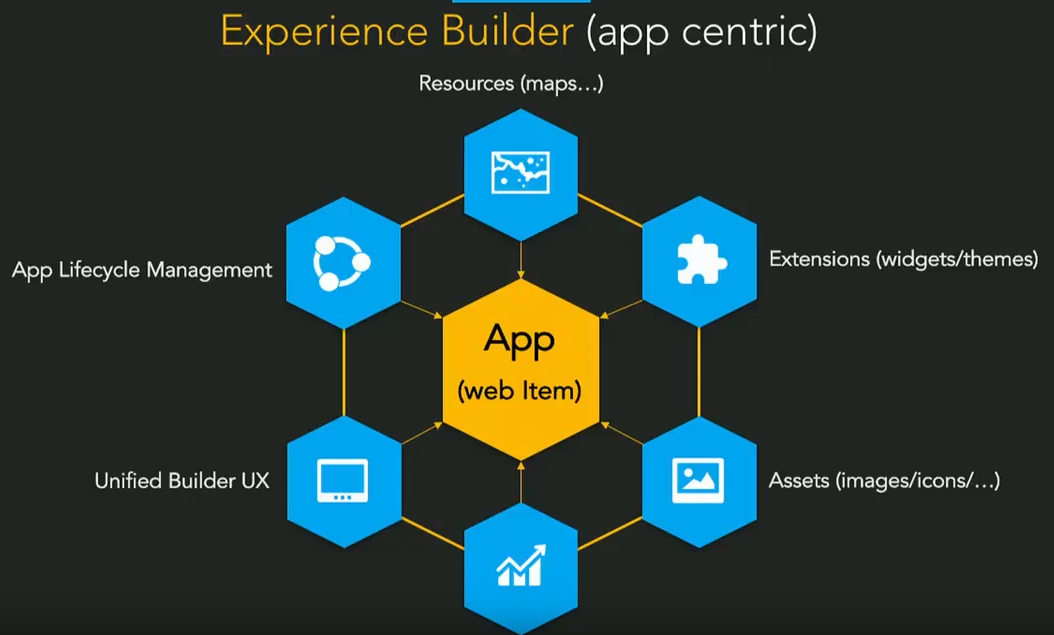 Experience Builder (app centric)
Resources (maps...)
App Lifecycle Management
Extensions (widgets/themes)
App
(web Item)
Unified Builder UX
Assets (images/icons/...)